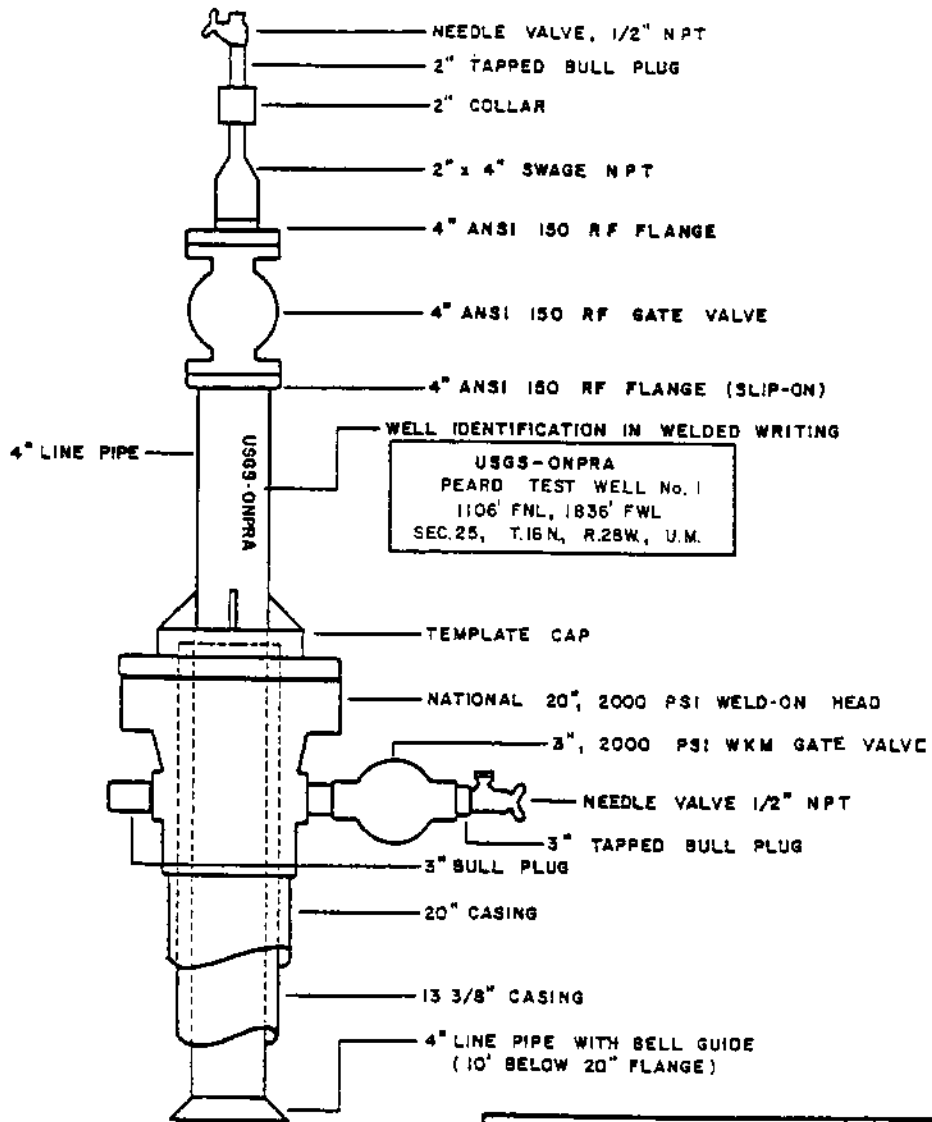 NEEDLE VALVE, 1/2" NPT
2" TAPPED BULL PLUG
2" COLLAR
2" x 4" SWAGE NPT
4" ANSI 150 RF FLANGE
4" ANSI 150 RF GATE VALVE
4" ANSI 150 RF FLANGE (SLIP-ON)
WELL IDENTIFICATION IN WELDED WRITING
4" LINE PIPE
USGS-ONPRA
USGS-ONPRA
PEARD TEST WELL No. 1
1106' FNL, 1836' FWL
SEC. 25, T.16N, R.28W., U.M.
TEMPLATE CAP
NATIONAL 20", 2000 PSI WELD-ON HEAD
3", 2000 PSI WKM GATE VALVE
NEEDLE VALVE 1/2" NPT
3" TAPPED BULL PLUG
3" BULL PLUG
20" CASING
13 3/8" CASING
4" LINE PIPE WITH BELL GUIDE
(10' BELOW 20" FLANGE)